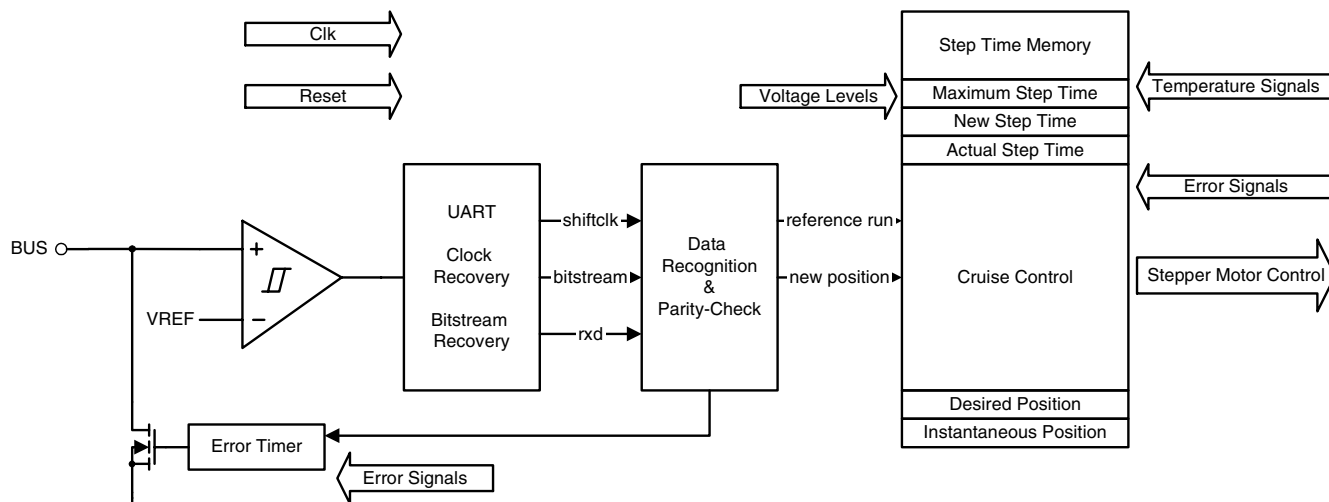 Clk
Reset
Voltage Levels
Step Time Memory
Maximum Step Time
New Step Time
Actual Step Time
Temperature Signals
Error Signals
BUS
+
VREF
−
UART
Clock
Recovery
Bitstream
Recovery
shiftclk
bitstream
rxd
Data
Recognition
&
Parity-Check
reference run
new position
Cruise Control
Stepper Motor Control
Desired Position
Instantaneous Position
Error Timer
Error Signals